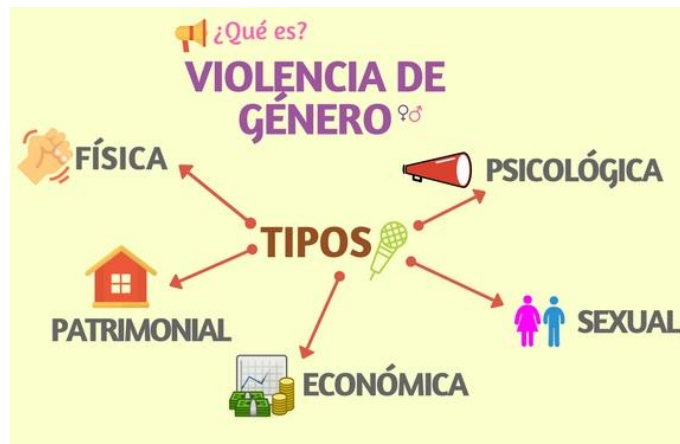 ¿Qué es?
VIOLENCIA DE
GÉNERO
FÍSICA
PSICOLÓGICA
TIPOS
PATRIMONIAL
SEXUAL
ECONÓMICA